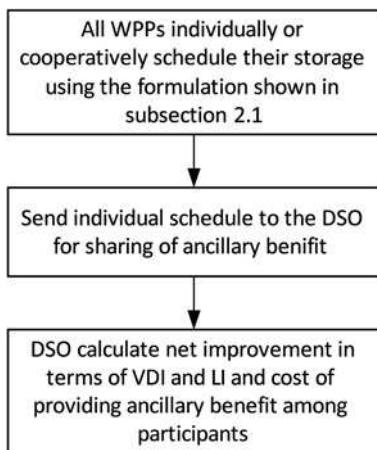 All WPPs individually or
cooperatively schedule their storage
using the formulation shown in
subsection 2.1
Send individual schedule to the DSO
for sharing of ancillary benifit
DSO calculate net improvement in
terms of VDI and LI and cost of
providing ancillary benefit among
participants